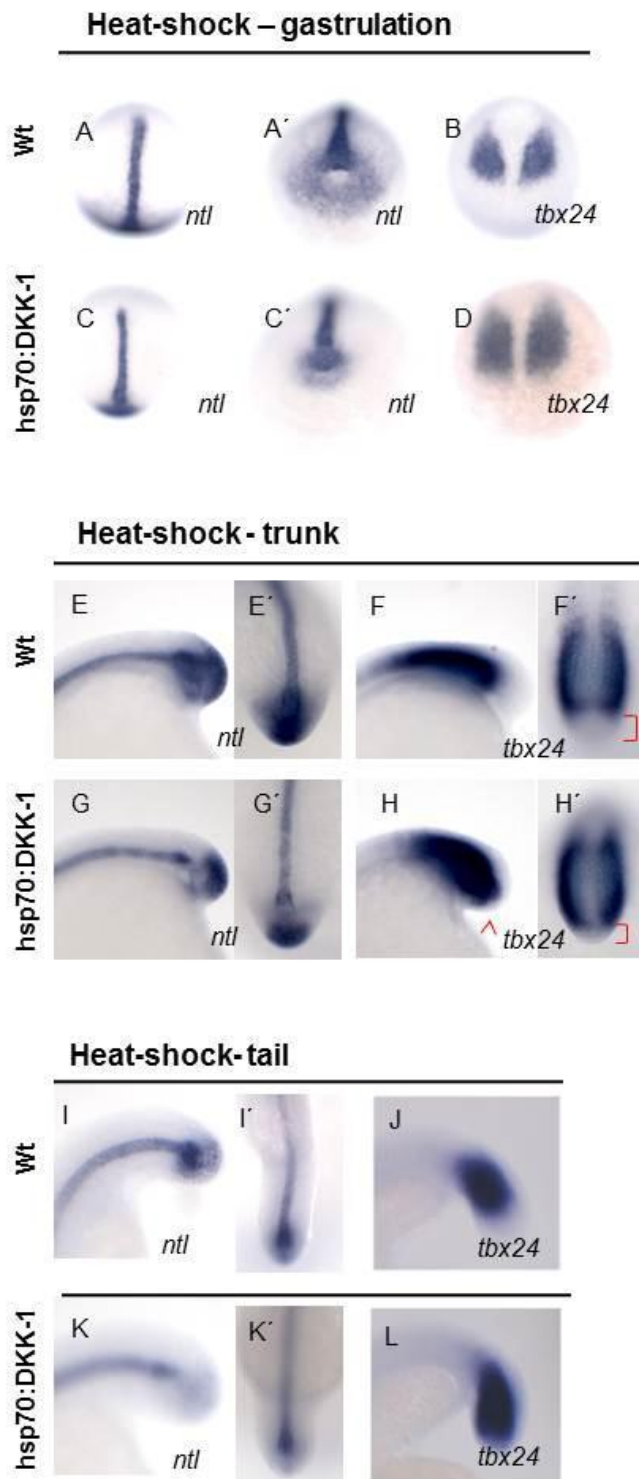 Heat-shock – gastrulation
Wt
A
ntl
A´
ntl
B
tbx24
hsp70:DKK-1
C
ntl
C´
ntl
D
tbx24
Heat-shock - trunk
Wt
E
ntl
E´
F
tbx24
F´
hsp70:DKK-1
G
ntl
G´
H
tbx24
H´
Heat-shock- tail
Wt
I
ntl
I´
J
tbx24
hsp70:DKK-1
K
ntl
K´
L
tbx24